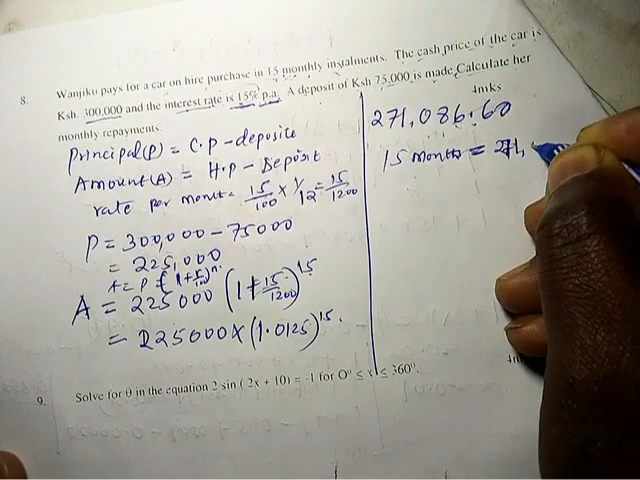 8. Wanjiku pays for a car on hire purchase in 15 monthly instalments. The cash price of the car is
Ksh. 300,000 and the interest rate is 15% p.a. A deposit of Ksh 75,000 is made. Calculate her
monthly repayments. 4mks
Principal(P) = C.P - deposite
Amount(A) = H.P - Deposit
rate per month = 15/100 × 1/12 = 15/1200
P = 300,000 - 75000
= 225,000
A = 225000 (1 + 15/1200)^15
= 225000 × (1.0125)^15.
271,086.60
15 months = 271,
9. Solve for θ in the equation 2 sin ( 2x + 10) = -1 for 0° ≤ x ≤ 360°.